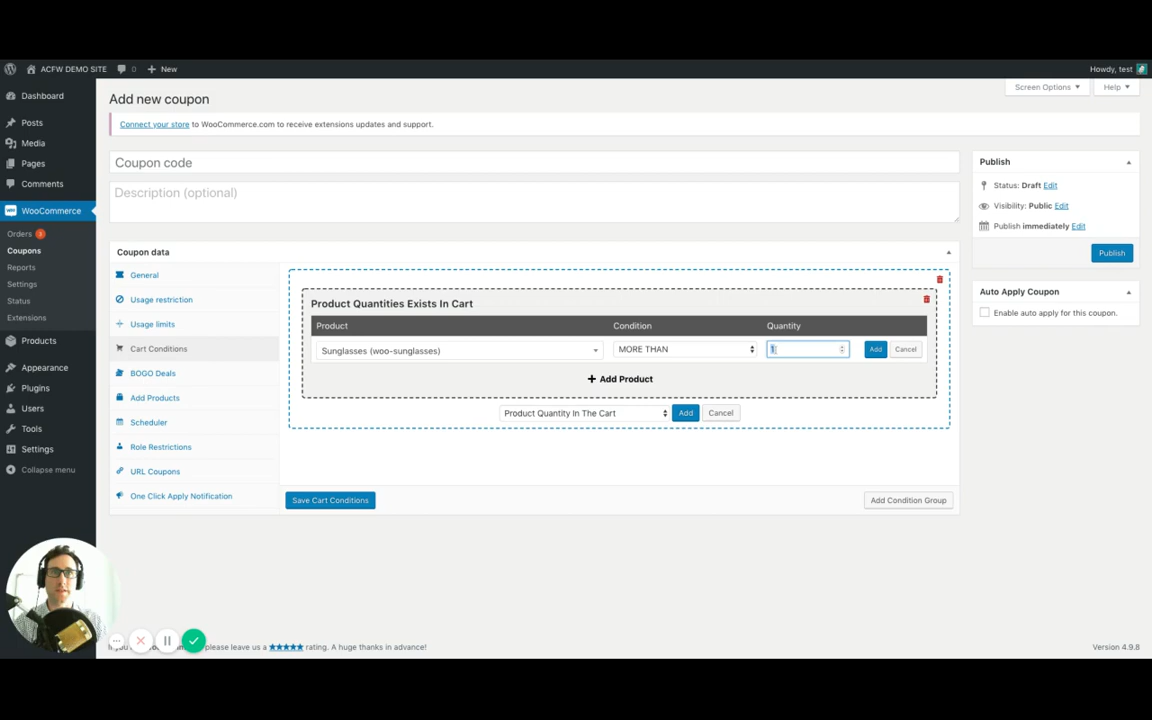 ACFW DEMO SITE 0 New Howdy, test
Screen Options Help
Dashboard
Posts
Media
Pages
Comments
WooCommerce
Orders 3
Coupons
Reports
Settings
Status
Extensions
Products
Appearance
Plugins
Users
Tools
Settings
Collapse menu
Add new coupon
Connect your store to WooCommerce.com to receive extensions updates and support.
Coupon code
Description (optional)
Coupon data
General
Usage restriction
Usage limits
Cart Conditions
BOGO Deals
Add Products
Scheduler
Role Restrictions
URL Coupons
One Click Apply Notification
Product Quantities Exists In Cart
Product Condition Quantity
Sunglasses (woo-sunglasses) MORE THAN 1 Add Cancel
Add Product
Product Quantity In The Cart Add Cancel
Save Cart Conditions Add Condition Group
Publish
Status: Draft Edit
Visibility: Public Edit
Publish immediately Edit
Publish
Auto Apply Coupon
Enable auto apply for this coupon.
please leave us a ★★★★★ rating. A huge thanks in advance!
Version 4.9.8